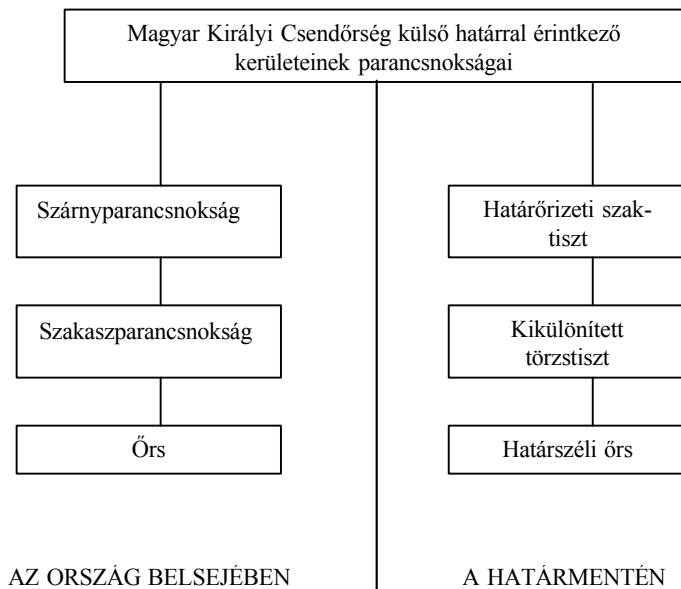 Magyar Királyi Csendőrség külső határral érintkező
kerületeinek parancsnokságai
Szárnyparancsnokság
Határőrizeti szak-
tiszt
Szakaszparancsnokság
Kikülönített
törzstiszt
Őrs
Határszéli őrs
AZ ORSZÁG BELSEJÉBEN
A HATÁRMENTÉN